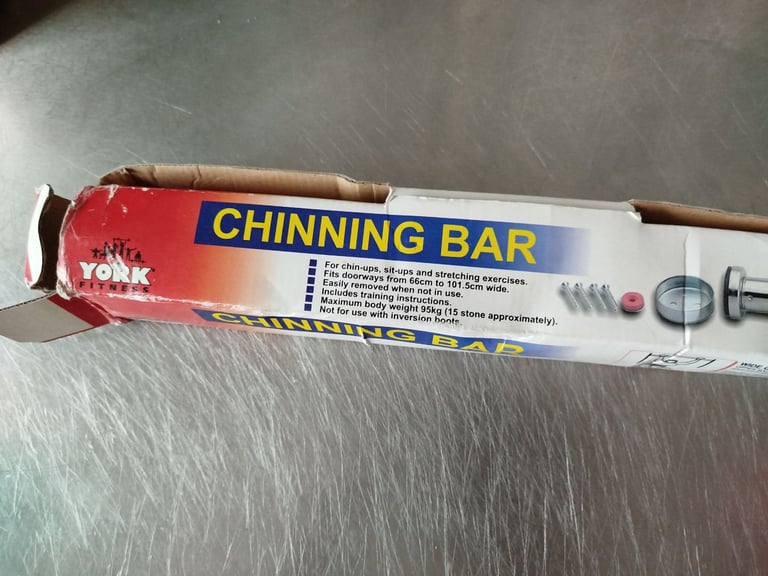 CHINNING BAR
YORK
FITNESS
For chin-ups, sit-ups and stretching exercises.
Fits doorways from 66cm to 101.5cm wide.
Easily removed when not in use.
Includes training instructions.
Maximum body weight 95kg (15 stone approximately).
Not for use with inversion boots.
CHINNING BAR
WIDE